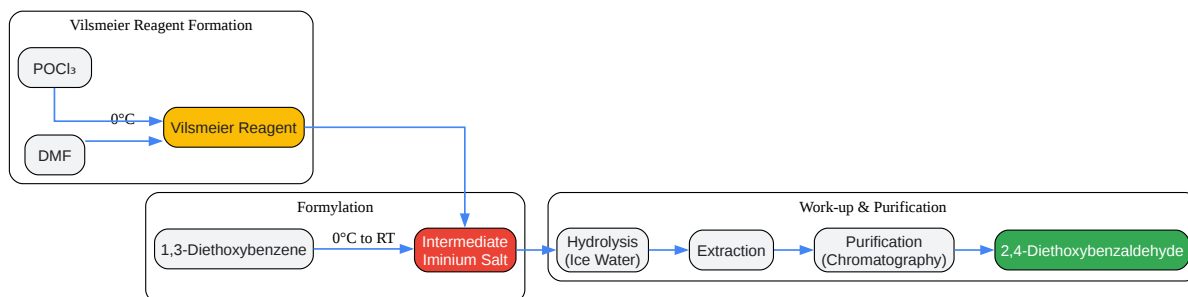 Vilsmeier Reagent Formation
POCl₃
0°C
Vilsmeier Reagent
DMF
Formylation
1,3-Diethoxybenzene
0°C to RT
Intermediate
Iminium Salt
Work-up & Purification
Hydrolysis
(Ice Water)
Extraction
Purification
(Chromatography)
2,4-Diethoxybenzaldehyde